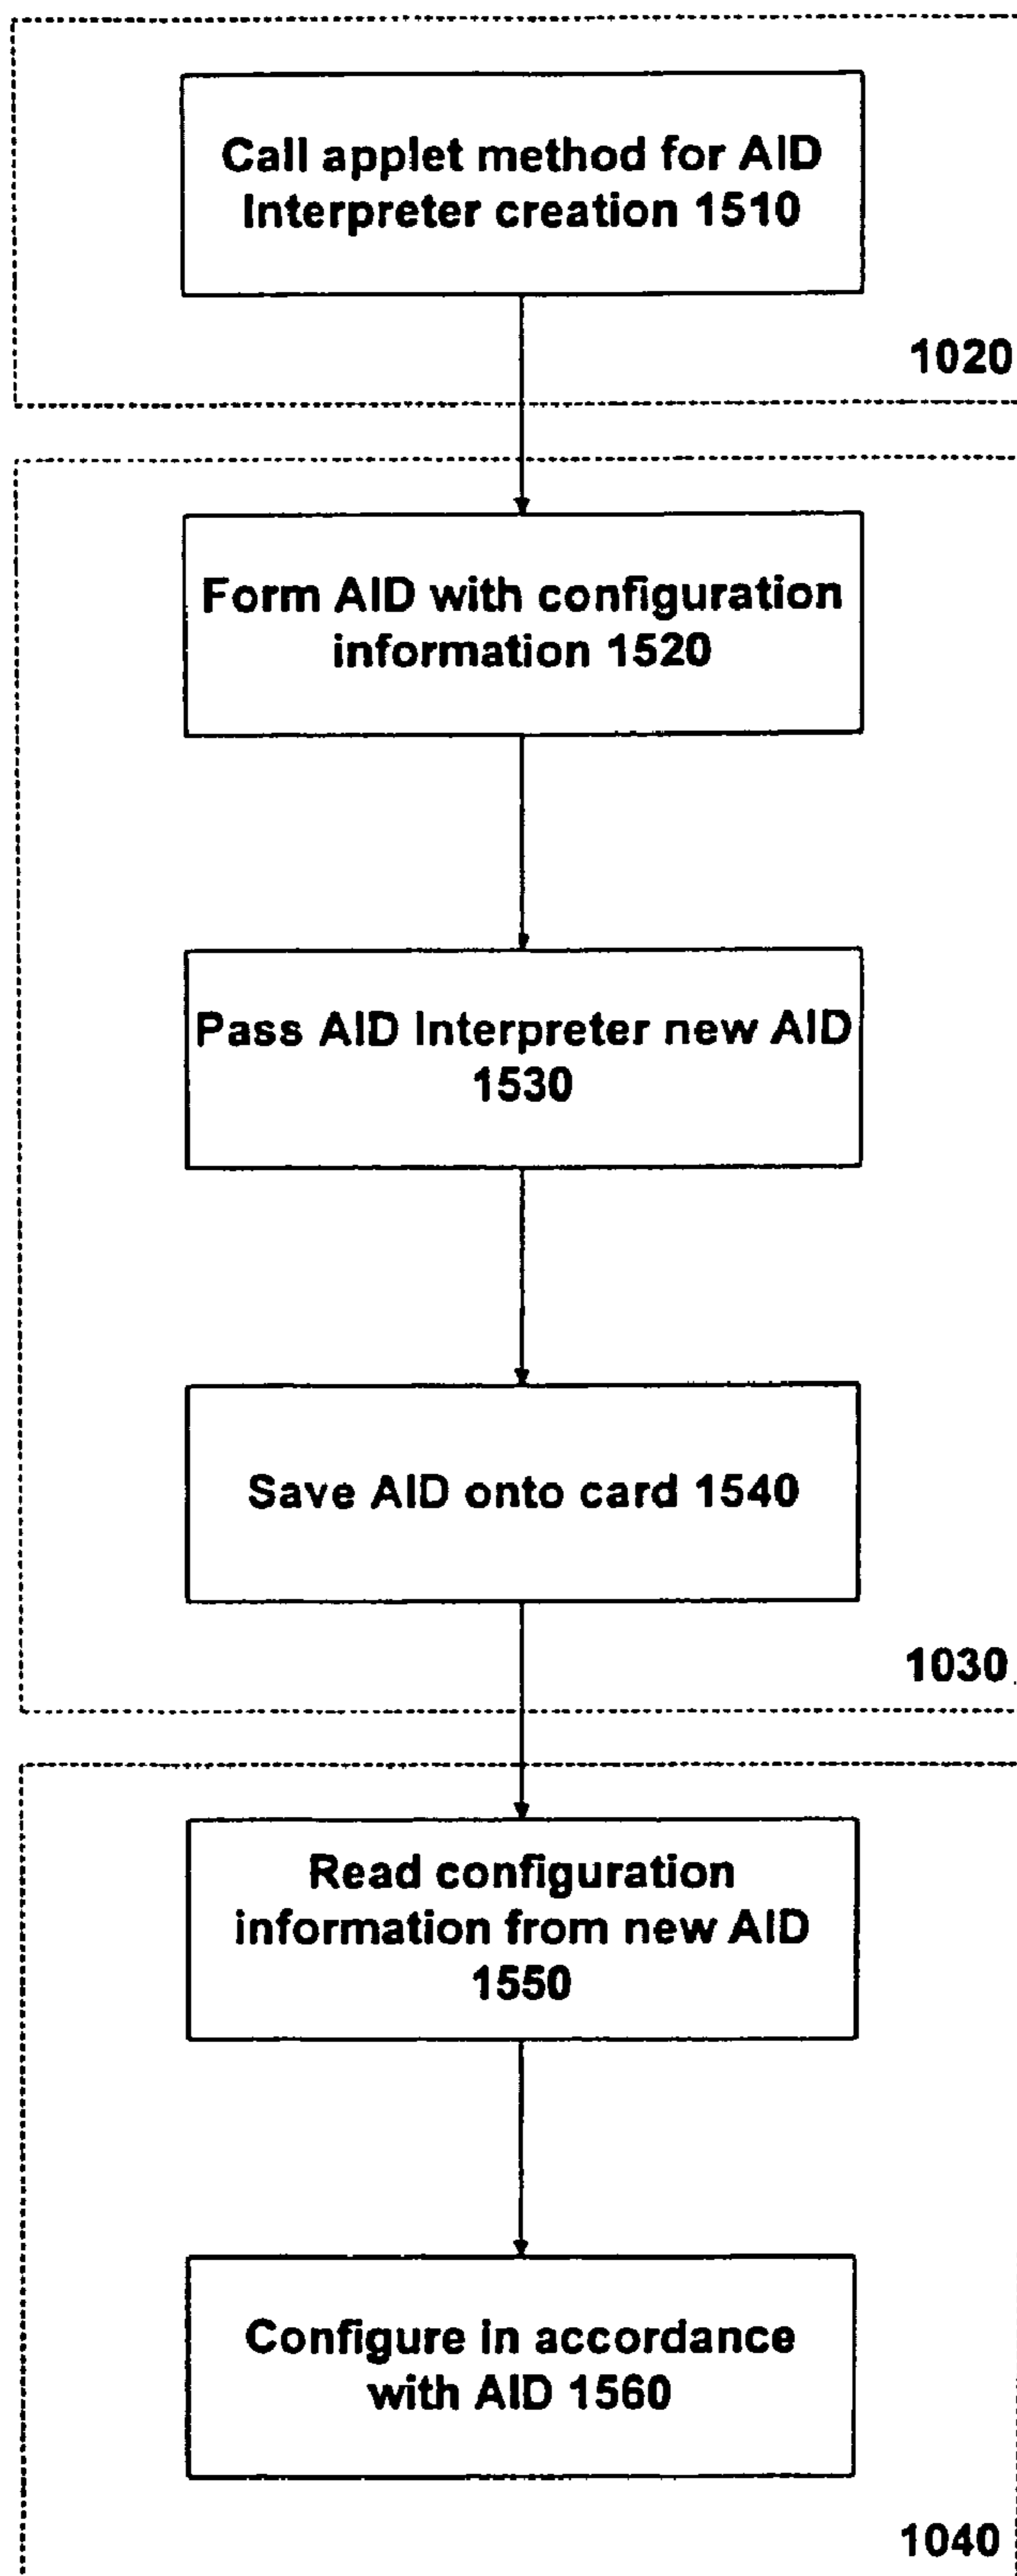 Call applet method for AID
Interpreter creation 1510
1020
Form AID with configuration
information 1520
Pass AID Interpreter new AID
1530
Save AID onto card 1540
1030
Read configuration
information from new AID
1550
Configure in accordance
with AID 1560
1040